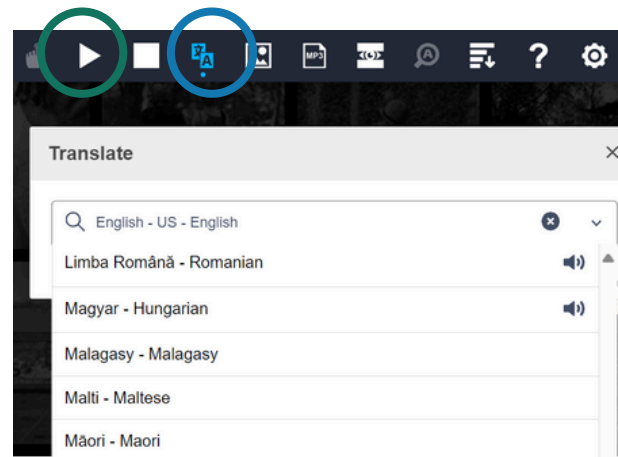 MP3
A
?
Translate
English - US - English
Limba Română - Romanian
Magyar - Hungarian
Malagasy - Malagasy
Malti - Maltese
Māori - Maori